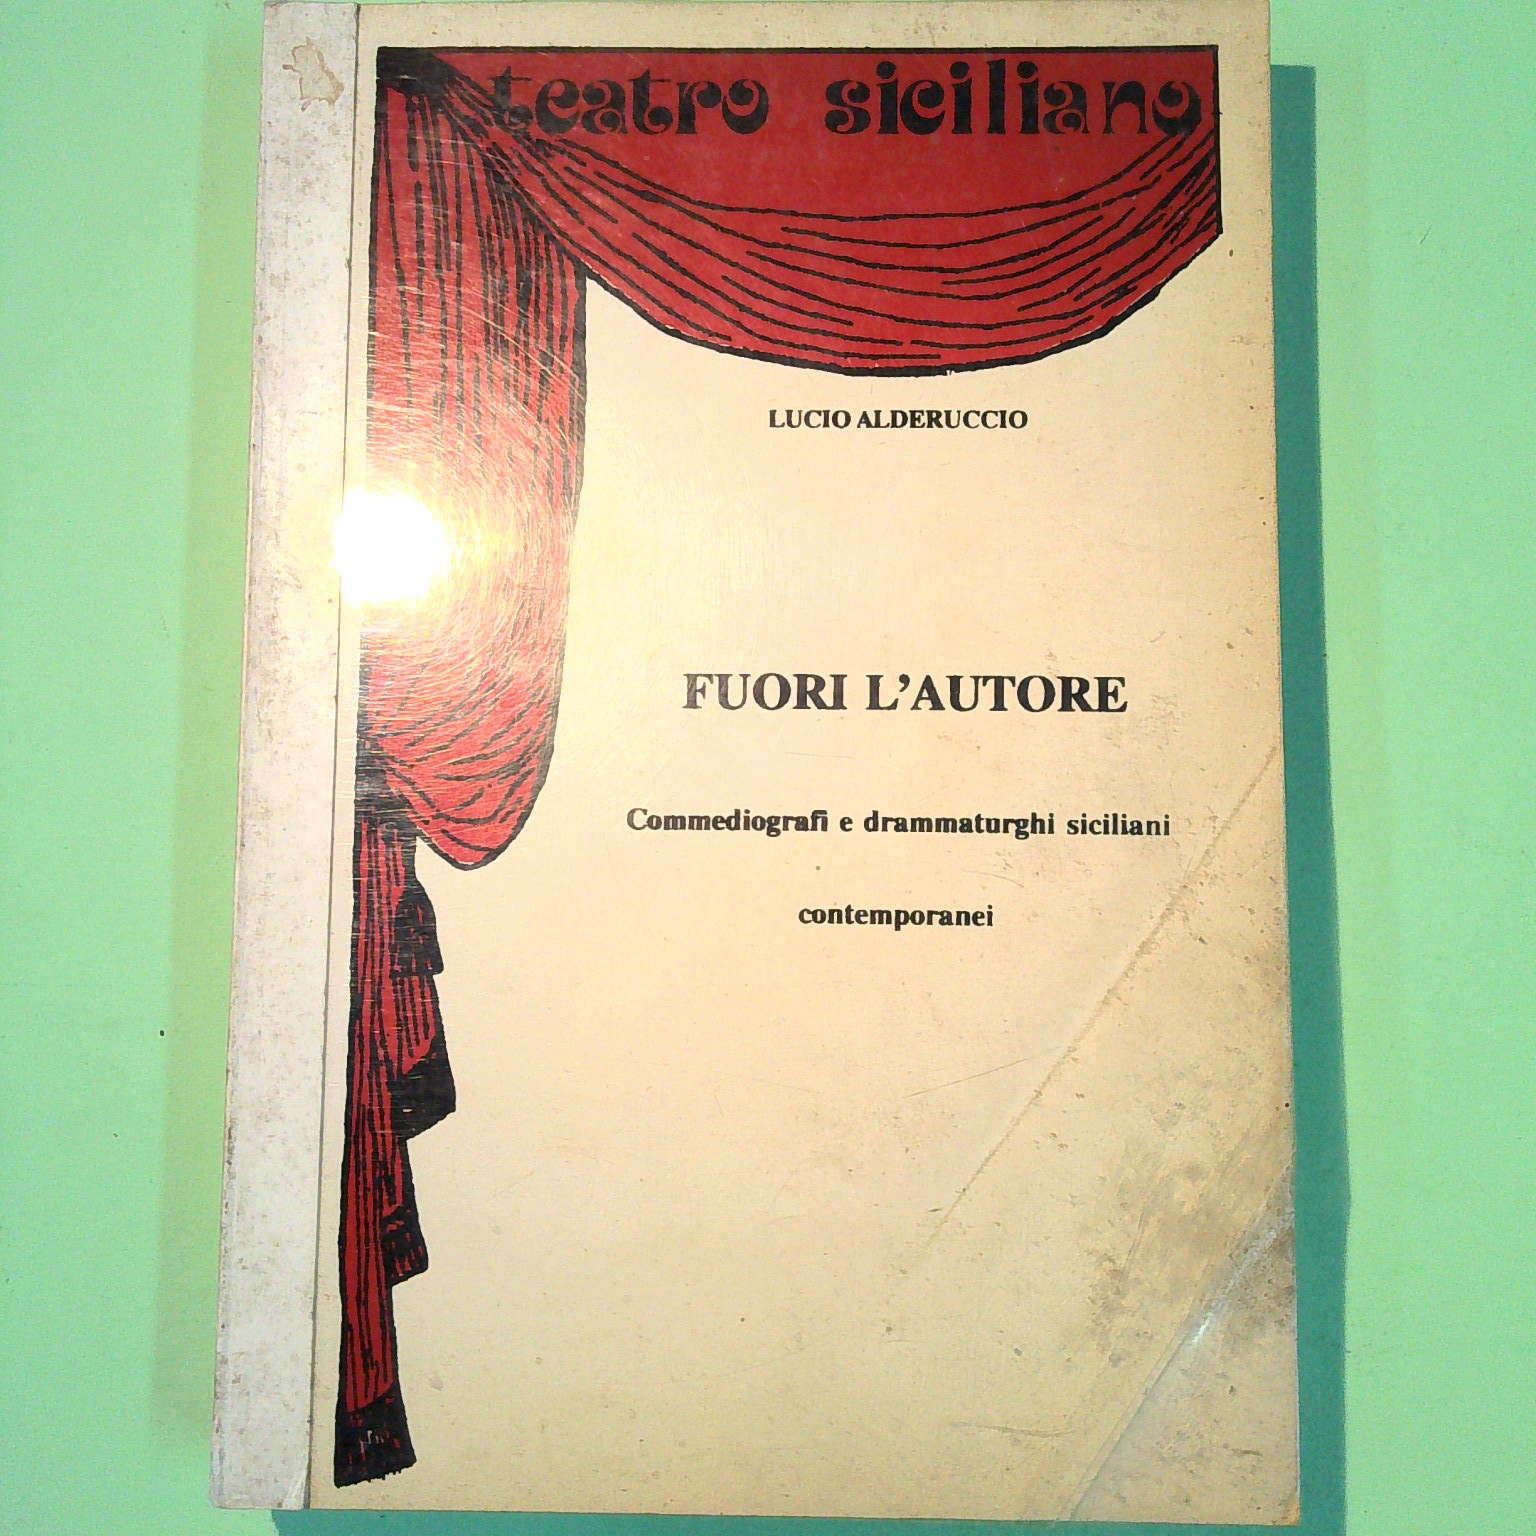 teatro siciliano
LUCIO ALDERUCCIO
FUORI L'AUTORE
Commediografi e drammaturghi siciliani
contemporanei